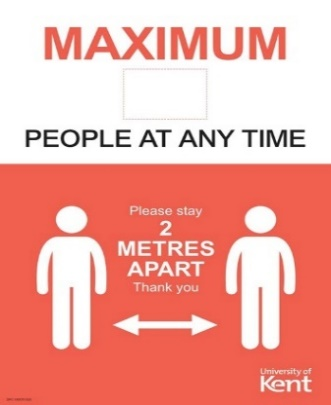 MAXIMUM
PEOPLE AT ANY TIME
Please stay
2
METRES
APART
Thank you
University of
Kent